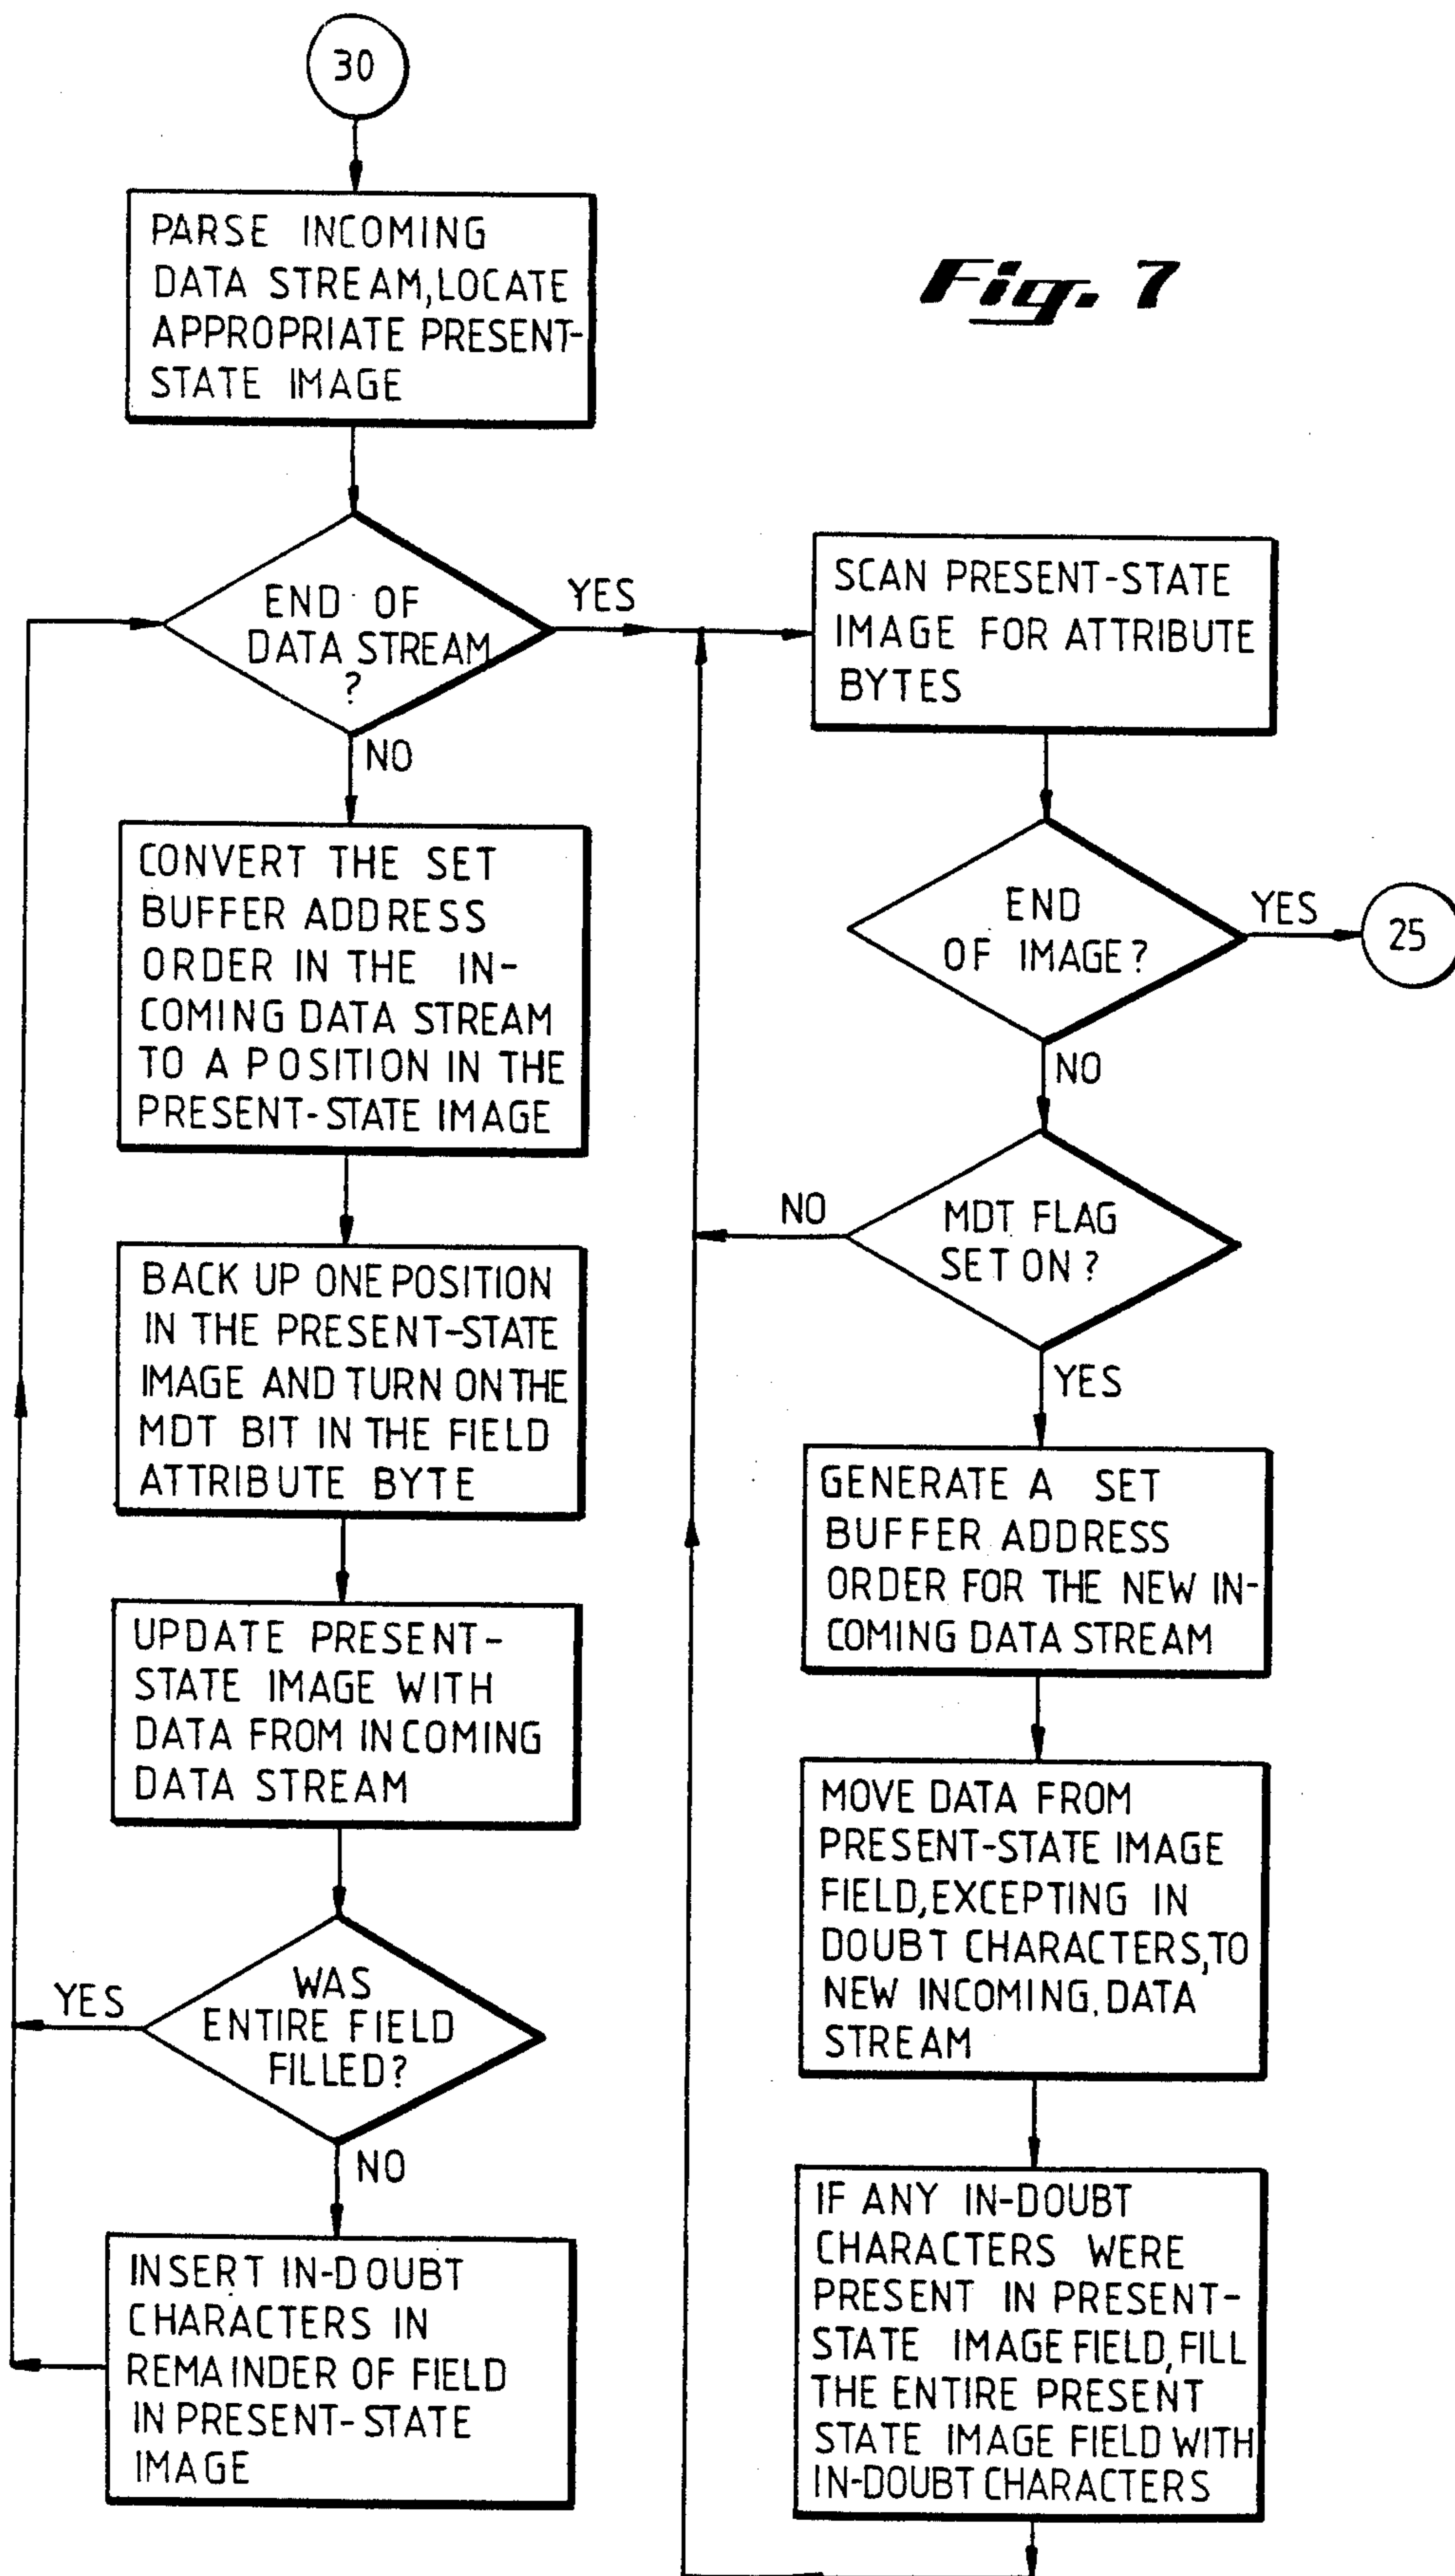 30
PARSE INCOMING
DATA STREAM, LOCATE
APPROPRIATE PRESENT-
STATE IMAGE
Fig. 7
END OF
DATA STREAM
?
YES
NO
CONVERT THE SET
BUFFER ADDRESS
ORDER IN THE IN-
COMING DATA STREAM
TO A POSITION IN THE
PRESENT-STATE IMAGE
BACK UP ONE POSITION
IN THE PRESENT-STATE
IMAGE AND TURN ON THE
MDT BIT IN THE FIELD
ATTRIBUTE BYTE
UPDATE PRESENT-
STATE IMAGE WITH
DATA FROM INCOMING
DATA STREAM
WAS
ENTIRE FIELD
FILLED?
YES
NO
INSERT IN-DOUBT
CHARACTERS IN
REMAINDER OF FIELD
IN PRESENT-STATE
IMAGE
SCAN PRESENT-STATE
IMAGE FOR ATTRIBUTE
BYTES
END
OF IMAGE?
YES
25
NO
MDT FLAG
SET ON?
NO
YES
GENERATE A SET
BUFFER ADDRESS
ORDER FOR THE NEW IN-
COMING DATA STREAM
MOVE DATA FROM
PRESENT-STATE IMAGE
FIELD, EXCEPTING IN
DOUBT CHARACTERS, TO
NEW INCOMING, DATA
STREAM
IF ANY IN-DOUBT
CHARACTERS WERE
PRESENT IN PRESENT-
STATE IMAGE FIELD, FILL
THE ENTIRE PRESENT
STATE IMAGE FIELD WITH
IN-DOUBT CHARACTERS